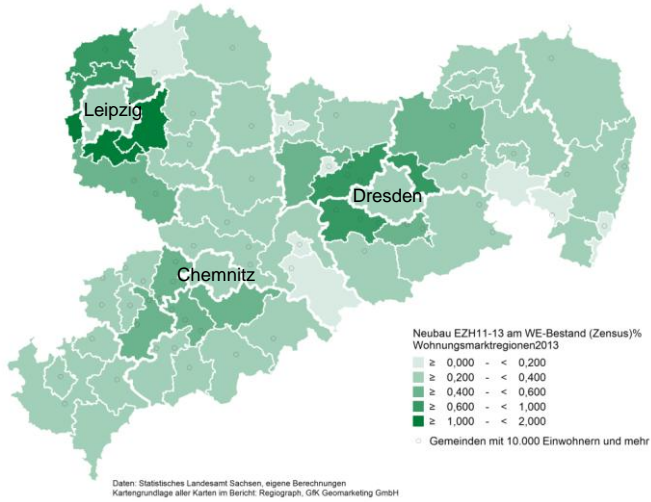 Leipzig
Dresden
Chemnitz
Neubau EZH11-13 am WE-Bestand (Zensus)%
Wohnungsmarktregionen2013
≥ 0,000 - < 0,200
≥ 0,200 - < 0,400
≥ 0,400 - < 0,600
≥ 0,600 - < 1,000
≥ 1,000 - < 2,000
○ Gemeinden mit 10.000 Einwohnern und mehr
Daten: Statistisches Landesamt Sachsen, eigene Berechnungen
Kartengrundlage aller Karten im Bericht: Regiograph, GfK Geomarketing GmbH